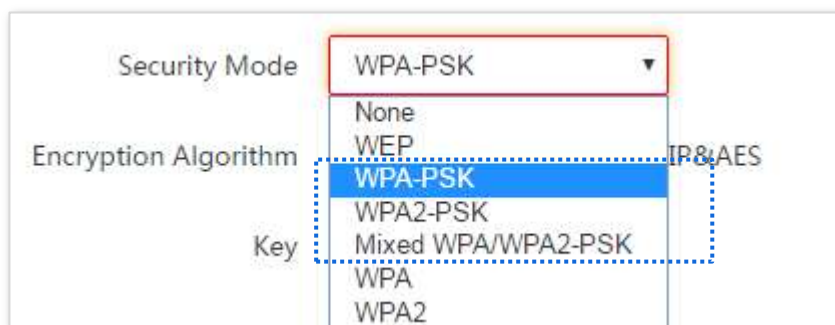 Security Mode WPA-PSK
None
WEP
Encryption Algorithm IP&AES
WPA-PSK
WPA2-PSK
Key Mixed WPA/WPA2-PSK
WPA
WPA2